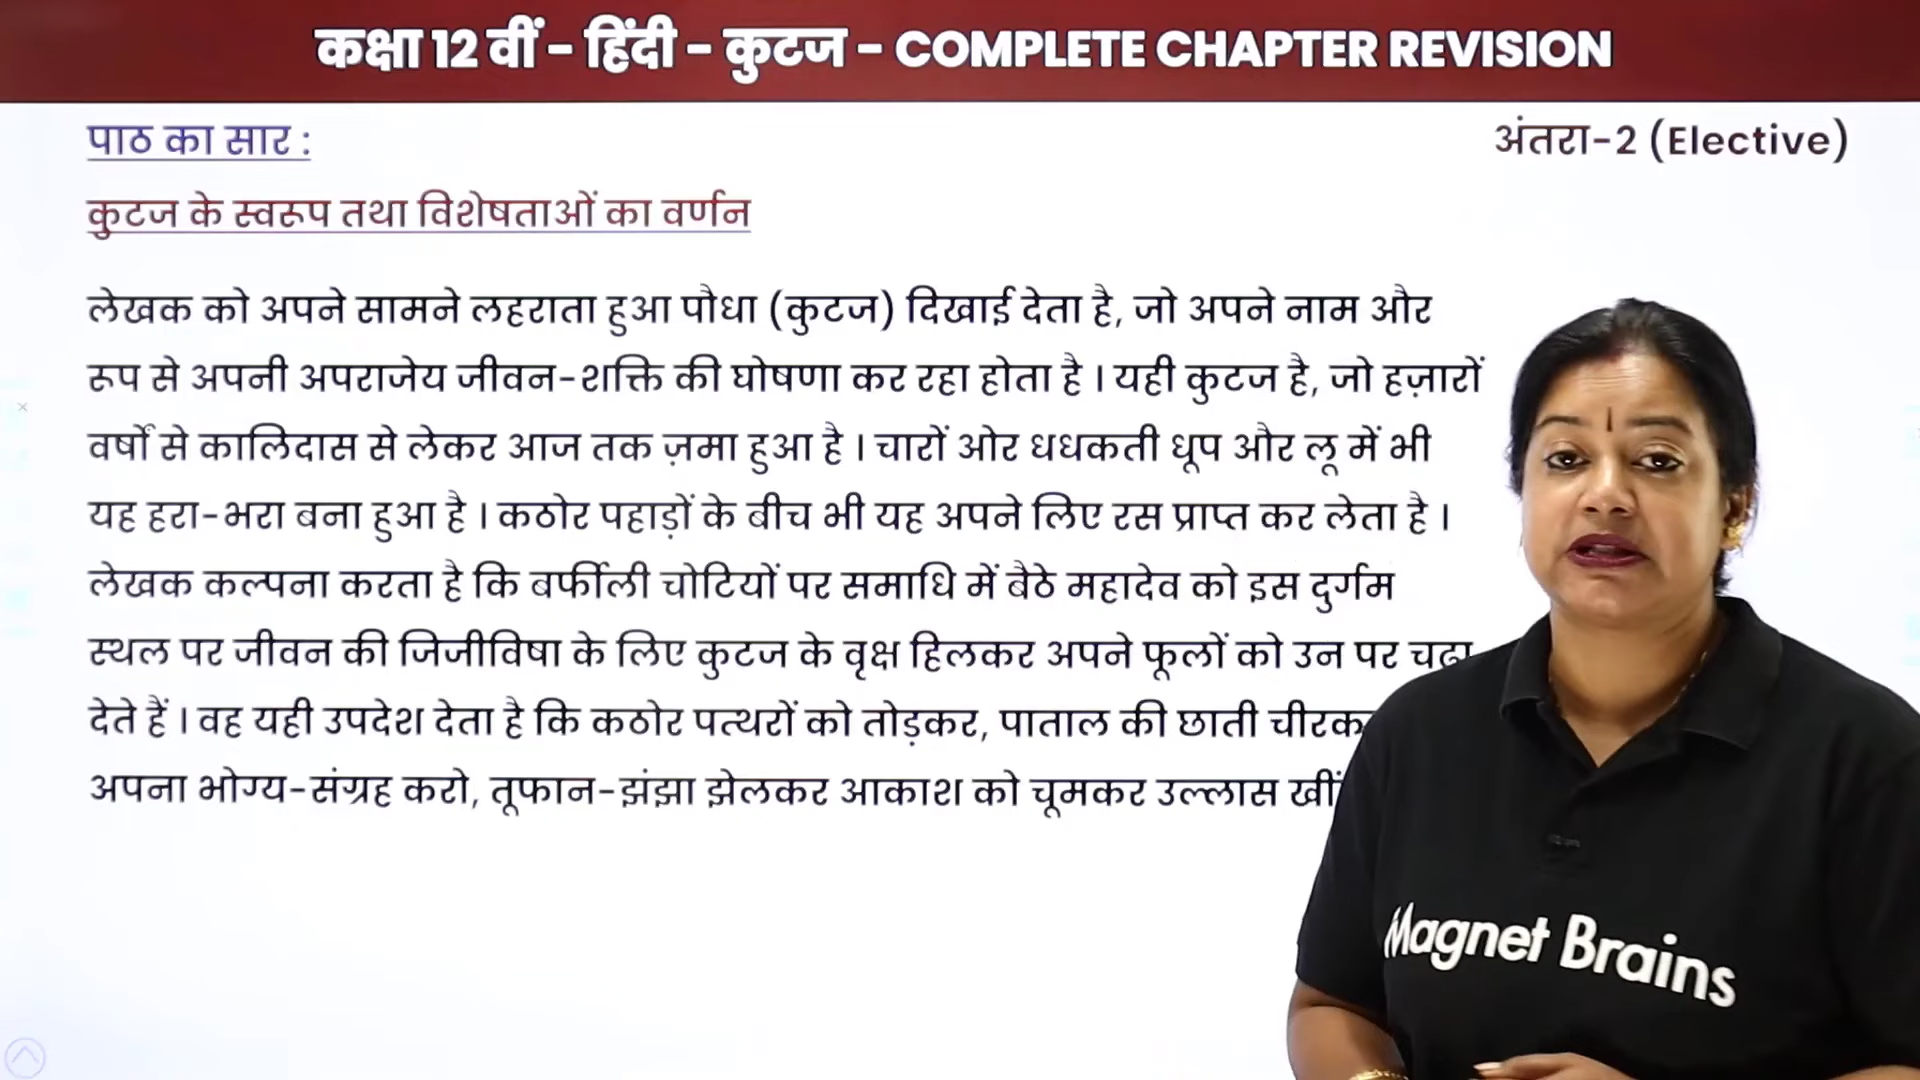 कक्षा 12 वीं - हिंदी - कुटज - COMPLETE CHAPTER REVISION
पाठ का सार :
अंतरा-2 (Elective)
कुटज के स्वरूप तथा विशेषताओं का वर्णन
लेखक को अपने सामने लहराता हुआ पौधा (कुटज) दिखाई देता है, जो अपने नाम और
रूप से अपनी अपराजेय जीवन-शक्ति की घोषणा कर रहा होता है । यही कुटज है, जो हज़ारों
वर्षों से कालिदास से लेकर आज तक ज़मा हुआ है । चारों ओर धधकती धूप और लू में भी
यह हरा-भरा बना हुआ है । कठोर पहाड़ों के बीच भी यह अपने लिए रस प्राप्त कर लेता है ।
लेखक कल्पना करता है कि बर्फीली चोटियों पर समाधि में बैठे महादेव को इस दुर्गम
स्थल पर जीवन की जिजीविषा के लिए कुटज के वृक्ष हिलकर अपने फूलों को उन पर चढ़ा
देते हैं । वह यही उपदेश देता है कि कठोर पत्थरों को तोड़कर, पाताल की छाती
अपना भोग्य-संग्रह करो, तूफान-झंझा झेलकर आकाश को चूमकर उल्लास
Magnet Brains